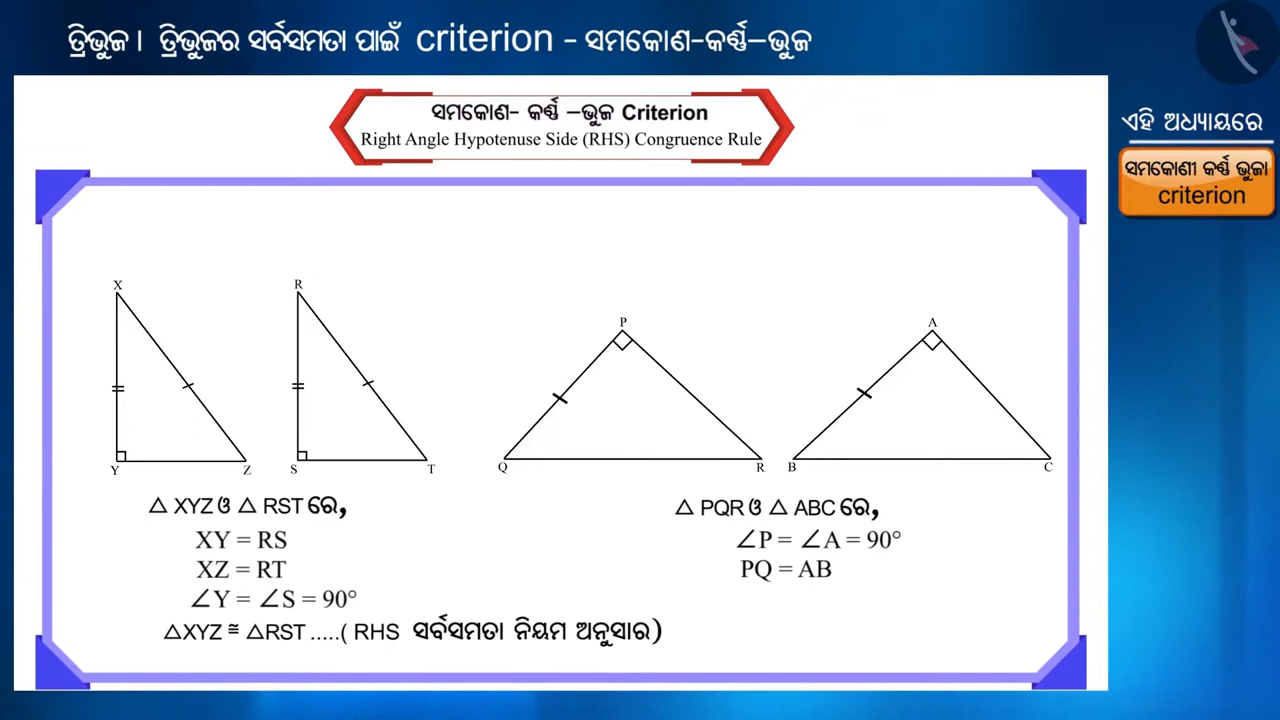 ତ୍ରିଭୁଜ। ତ୍ରିଭୁଜର ସର୍ବସମତା ପାଇଁ criterion - ସମକୋଣ-କର୍ଣ୍ଣ-ଭୁଜ
ସମକୋଣ- କର୍ଣ୍ଣ -ଭୁଜ Criterion
Right Angle Hypotenuse Side (RHS) Congruence Rule
ଏହି ଅଧ୍ୟାୟରେ
ସମକୋଣୀ କର୍ଣ୍ଣ ଭୁଜା
criterion
X
Y
Z
R
S
T
P
Q
R
A
B
C
△ XYZ ଓ △ RST ରେ,
XY = RS
XZ = RT
∠Y = ∠S = 90°
△XYZ ≅ △RST .....( RHS ସର୍ବସମତା ନିୟମ ଅନୁସାର)
△ PQR ଓ △ ABC ରେ,
∠P = ∠A = 90°
PQ = AB